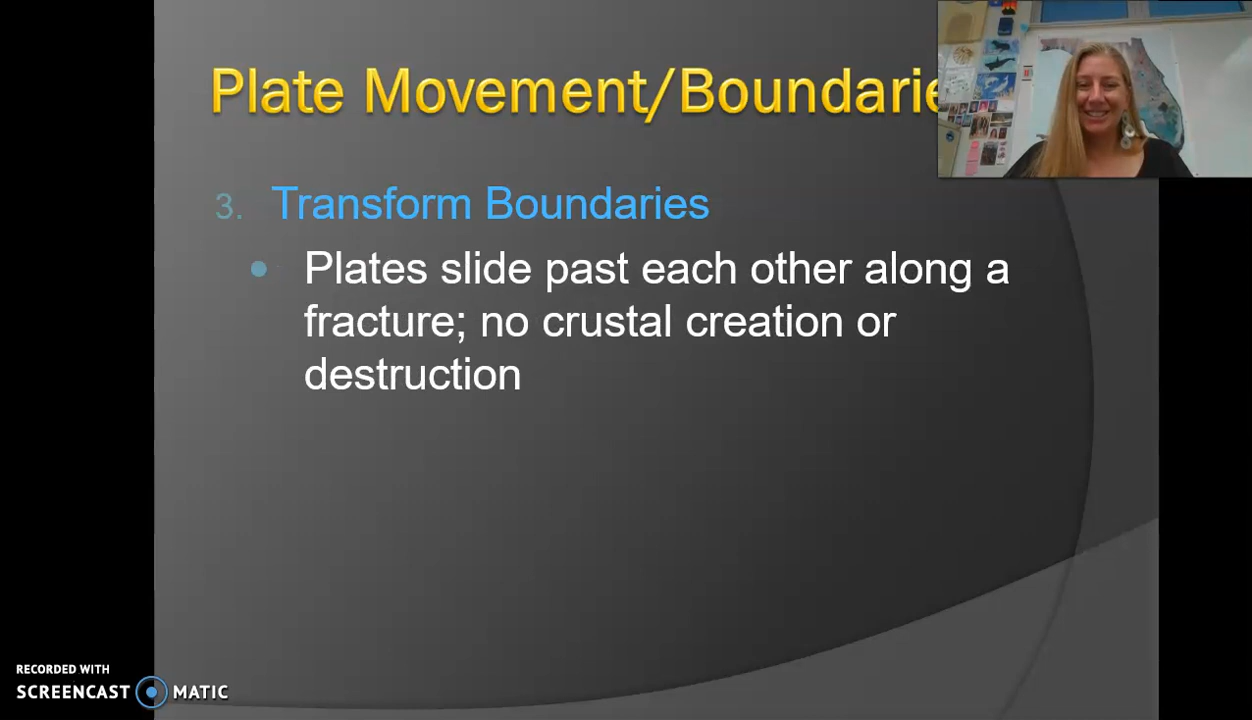 Plate Movement/Boundarie
3. Transform Boundaries
Plates slide past each other along a
fracture; no crustal creation or
destruction
RECORDED WITH
SCREENCAST MATIC